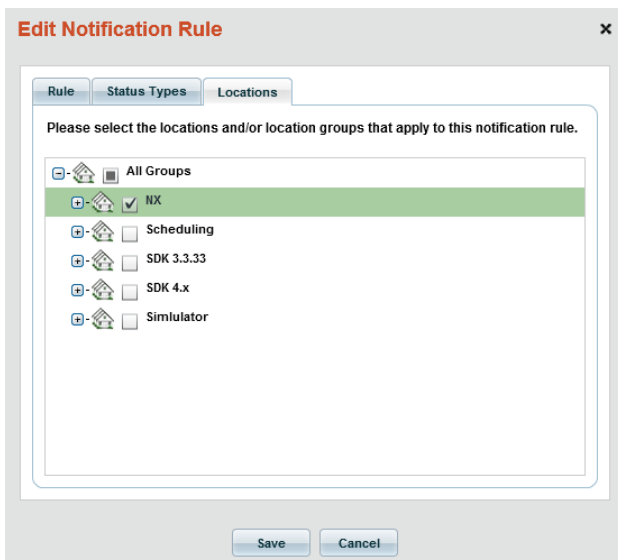 Edit Notification Rule
Rule Status Types Locations
Please select the locations and/or location groups that apply to this notification rule.
All Groups
NX
Scheduling
SDK 3.3.33
SDK 4.x
Simlulator
Save Cancel